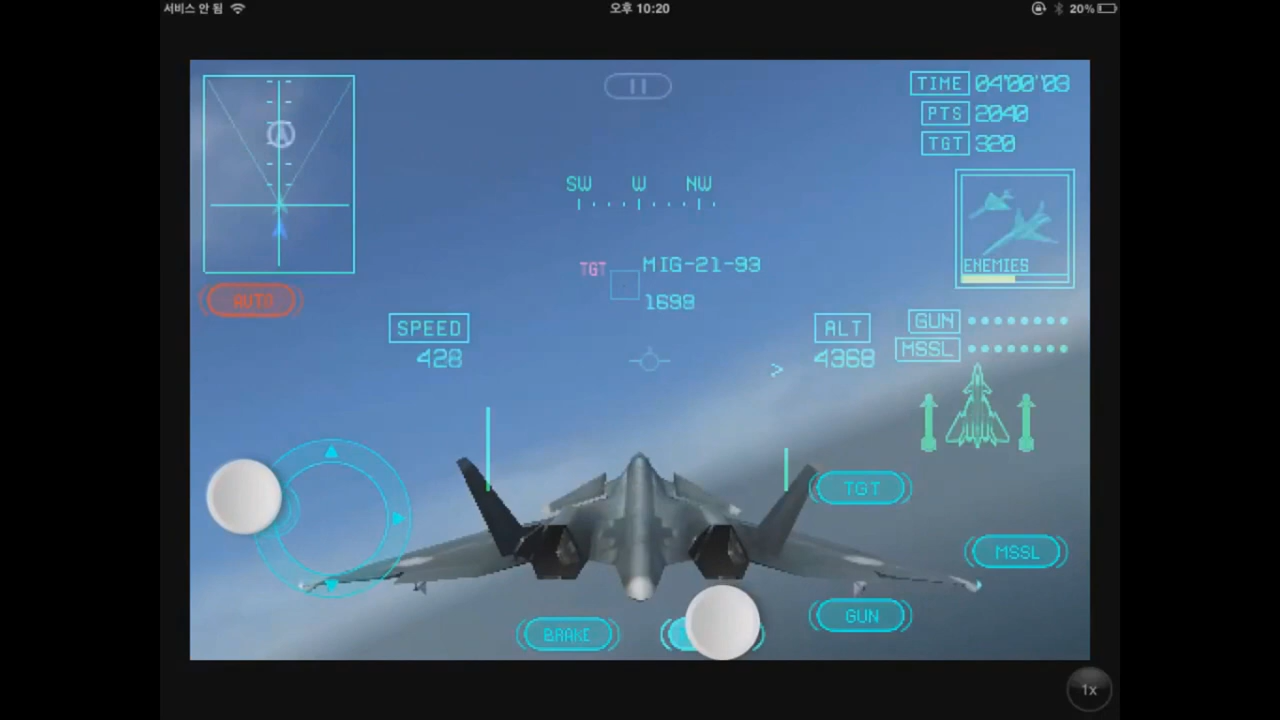 서비스 안 됨
오후 10:20
20%
TIME 04'00"03
PTS 2040
TGT 320
SW W NW
TGT MIG-21-93
1698
ENEMIES
AUTO
SPEED
428
ALT
4368
GUN
MSSL
>
TGT
MSSL
GUN
BRAKE
1x